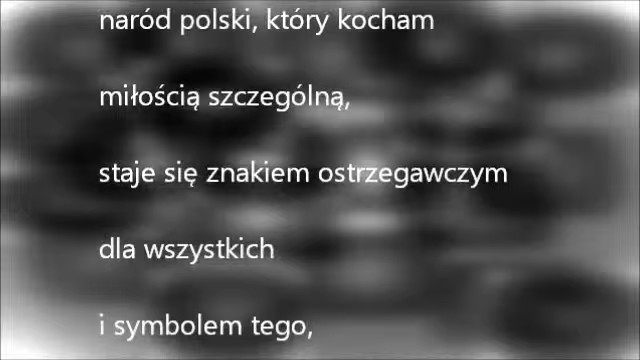 naród polski, który kocham
miłością szczególną,
staje się znakiem ostrzegawczym
dla wszystkich
i symbolem tego,